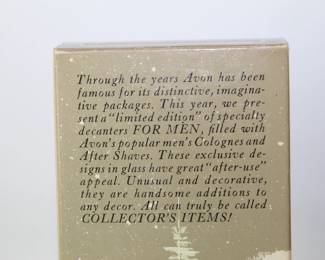 Through the years Avon has been
famous for its distinctive, imagina-
tive packages. This year, we pre-
sent a "limited edition" of specialty
decanters FOR MEN, filled with
Avon's popular men's Colognes and
After Shaves. These exclusive de-
signs in glass have great "after-use"
appeal. Unusual and decorative,
they are handsome additions to
any decor. All can truly be called
COLLECTOR'S ITEMS!